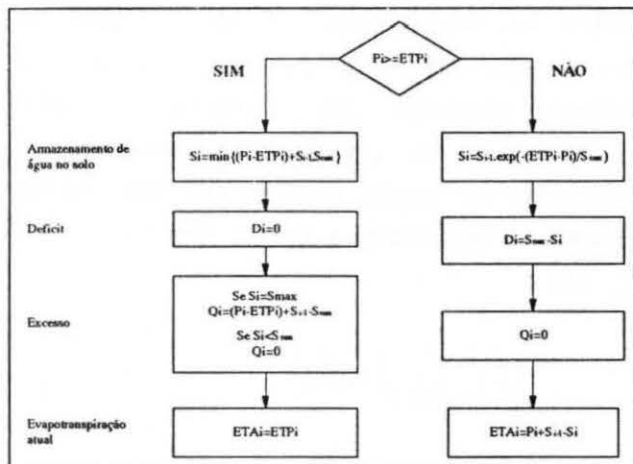 Pi>=ETPi
SIM
NÃO
Armazenamento de
água no solo
Si=min{(Pi-ETPi)+Si-1,Smax}
Si=Si-1.exp(-(ETPi-Pi)/Smax)
Deficit
Di=0
Di=Smax-Si
Excesso
Se Si=Smax
Qi=(Pi-ETPi)+Si-1-Smax
Se Si<Smax
Qi=0
Qi=0
Evapotranspiração
atual
ETAi=ETPi
ETAi=Pi+Si-1-Si